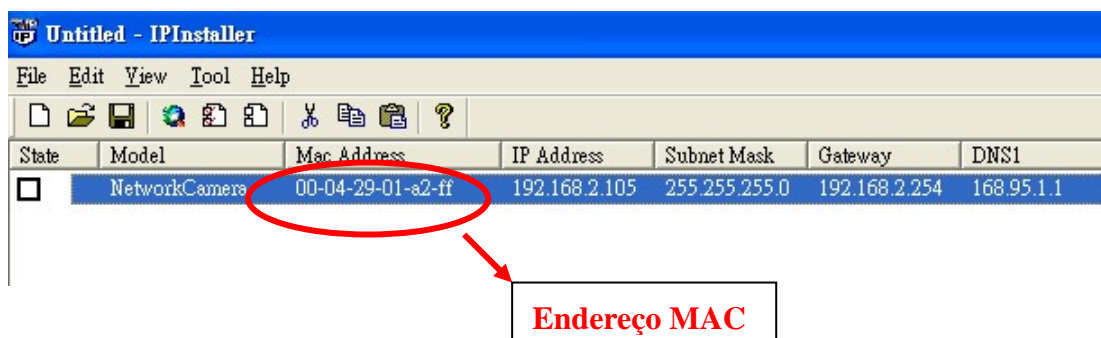 Untitled - IPInstaller
File Edit View Tool Help
State Model Mac Address IP Address Subnet Mask Gateway DNS1
NetworkCamera 00-04-29-01-a2-ff 192.168.2.105 255.255.255.0 192.168.2.254 168.95.1.1
Endereço MAC